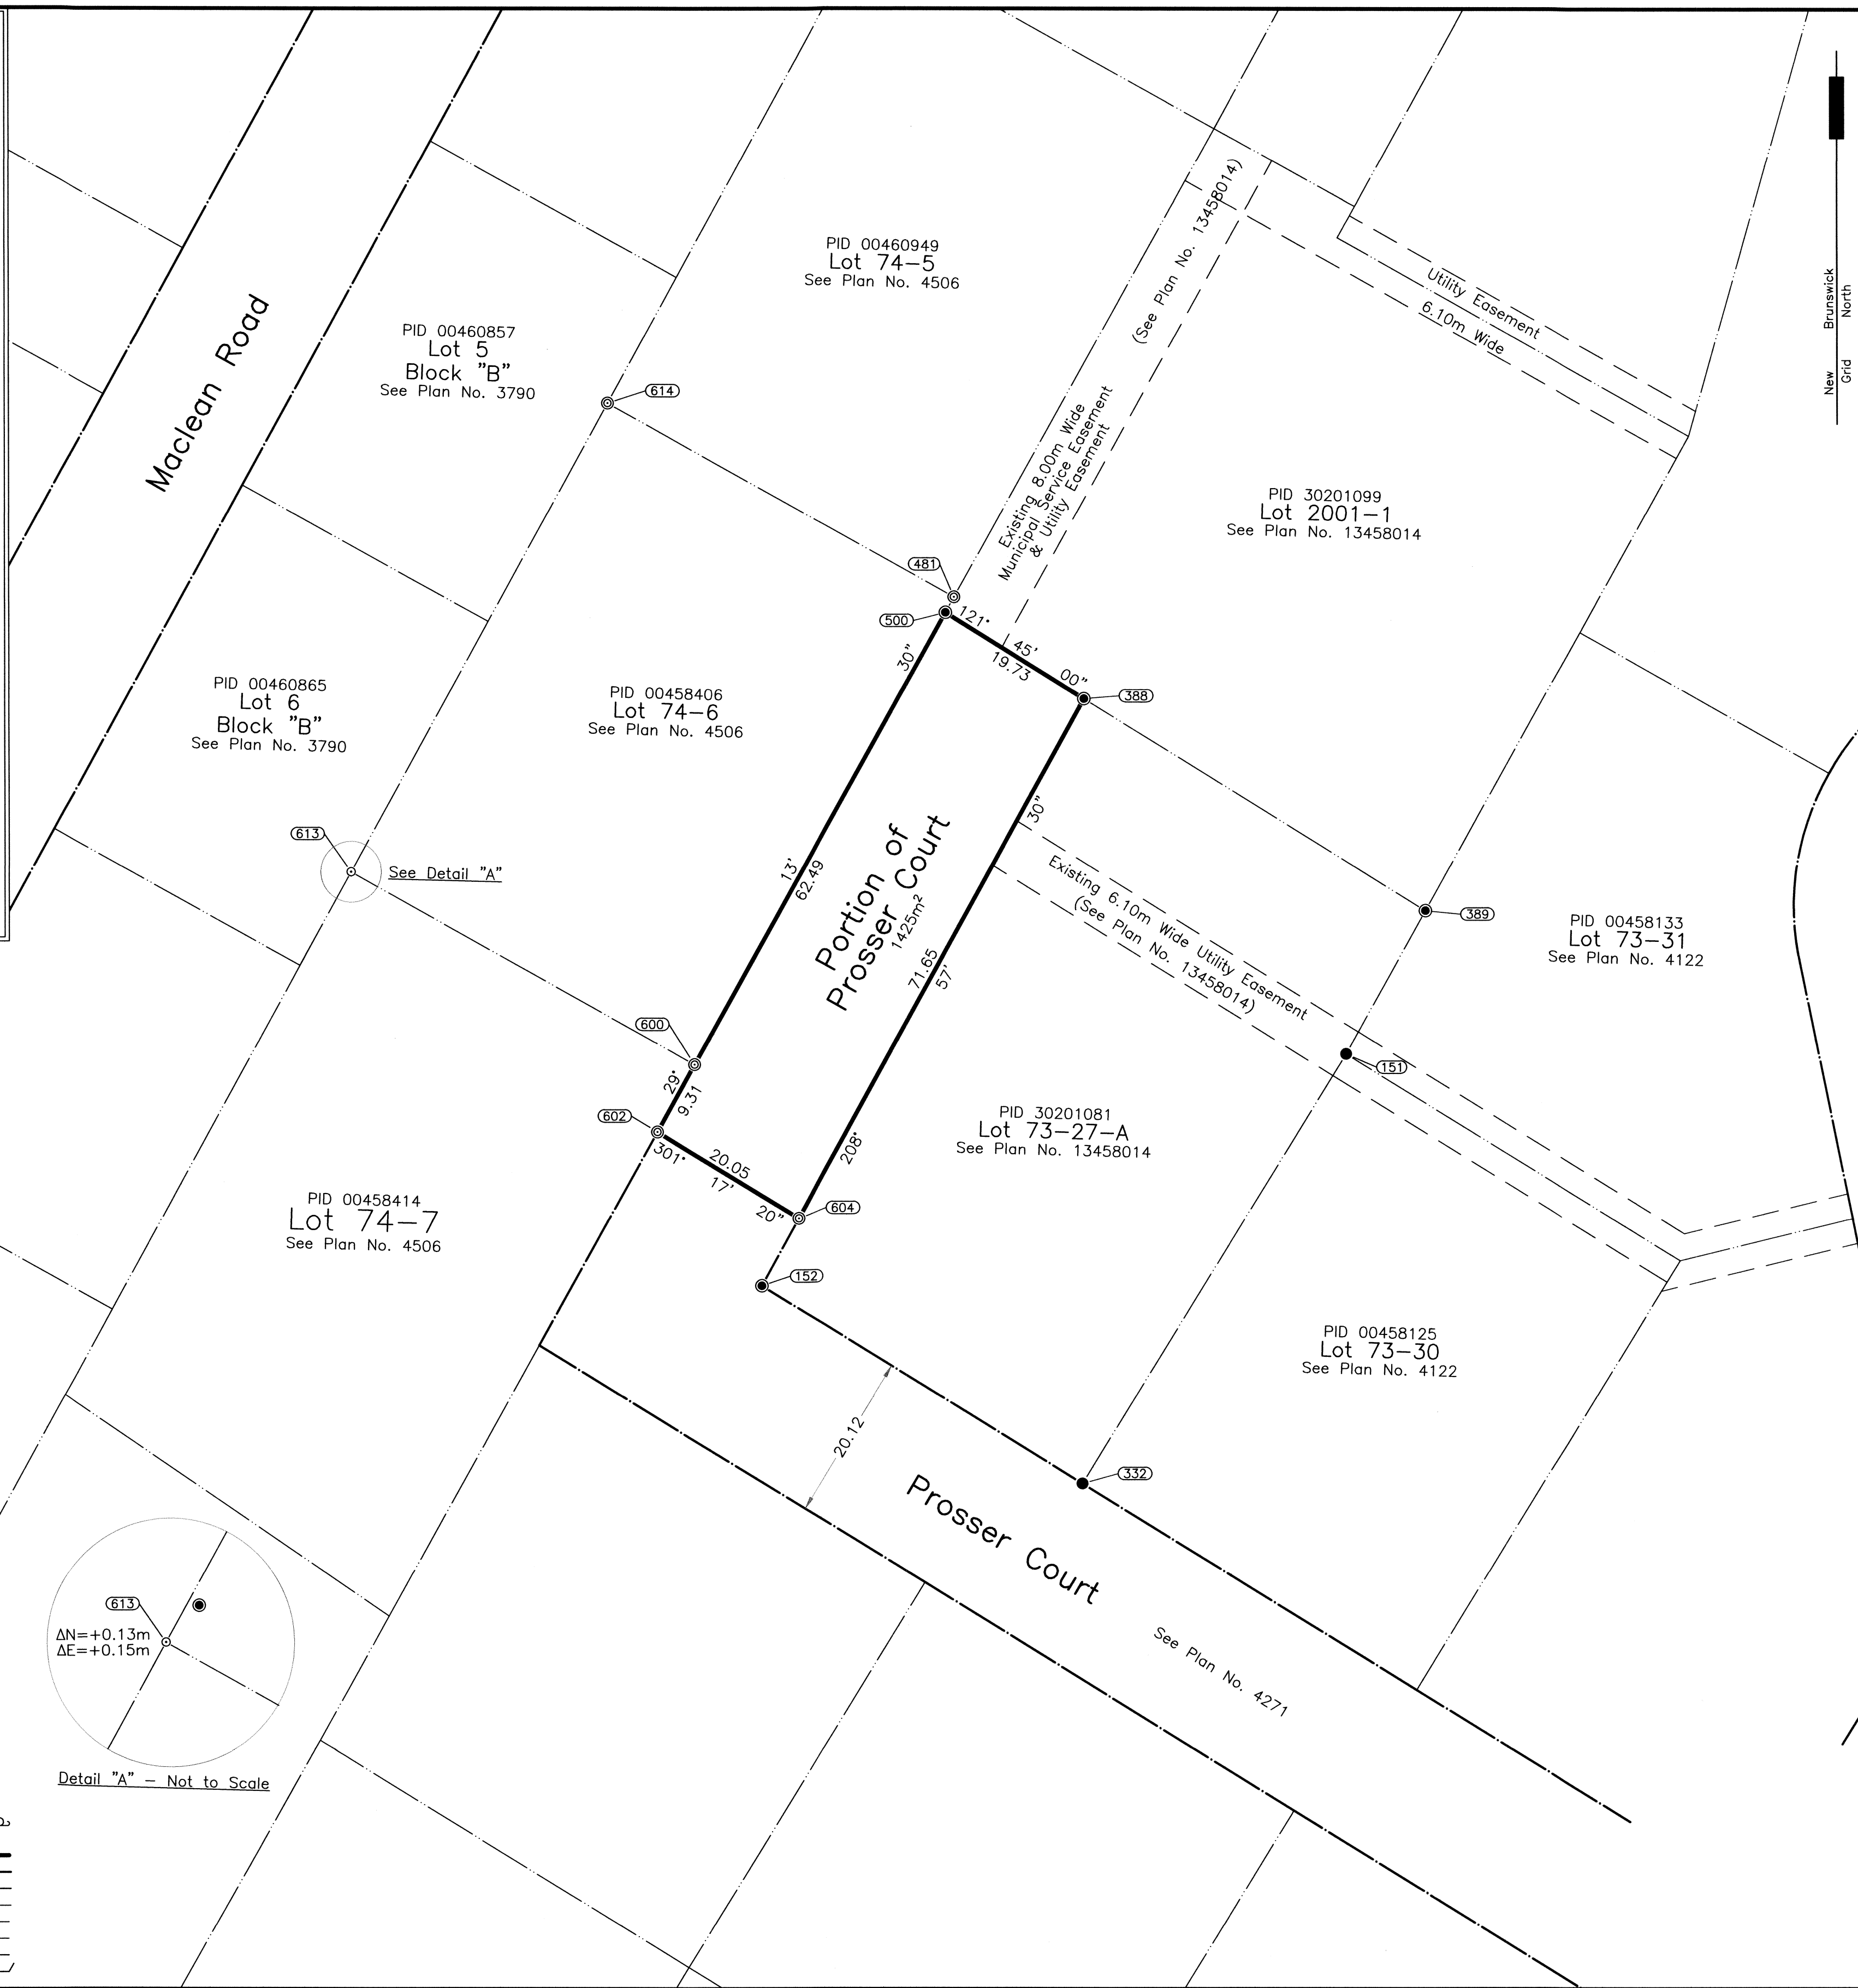 PID 00460949
Lot 74-5
See Plan No. 4506
PID 00460857
Lot 5
Block "B"
See Plan No. 3790
Maclean Road
614
(See Plan No. 13458014)
Existing 8.00m Wide
Municipal Service Easement
& Utility Easement
Utility Easement
6.10m Wide
New Brunswick
Grid North
PID 30201099
Lot 2001-1
See Plan No. 13458014
481
500
121° 45' 00"
19.73
388
30"
PID 00460865
Lot 6
Block "B"
See Plan No. 3790
PID 00458406
Lot 74-6
See Plan No. 4506
613
See Detail "A"
13'
62.49
Portion of
Prosser Court
1425m²
30"
71.65
57'
Existing 6.10m Wide Utility Easement
(See Plan No. 13458014)
389
PID 00458133
Lot 73-31
See Plan No. 4122
600
151
29°
9.31
602
301° 17' 20"
20.05
208°
604
PID 30201081
Lot 73-27-A
See Plan No. 13458014
PID 00458414
Lot 74-7
See Plan No. 4506
152
PID 00458125
Lot 73-30
See Plan No. 4122
20.12
332
Prosser Court
See Plan No. 4271
613
ΔN=+0.13m
ΔE=+0.15m
Detail "A" - Not to Scale